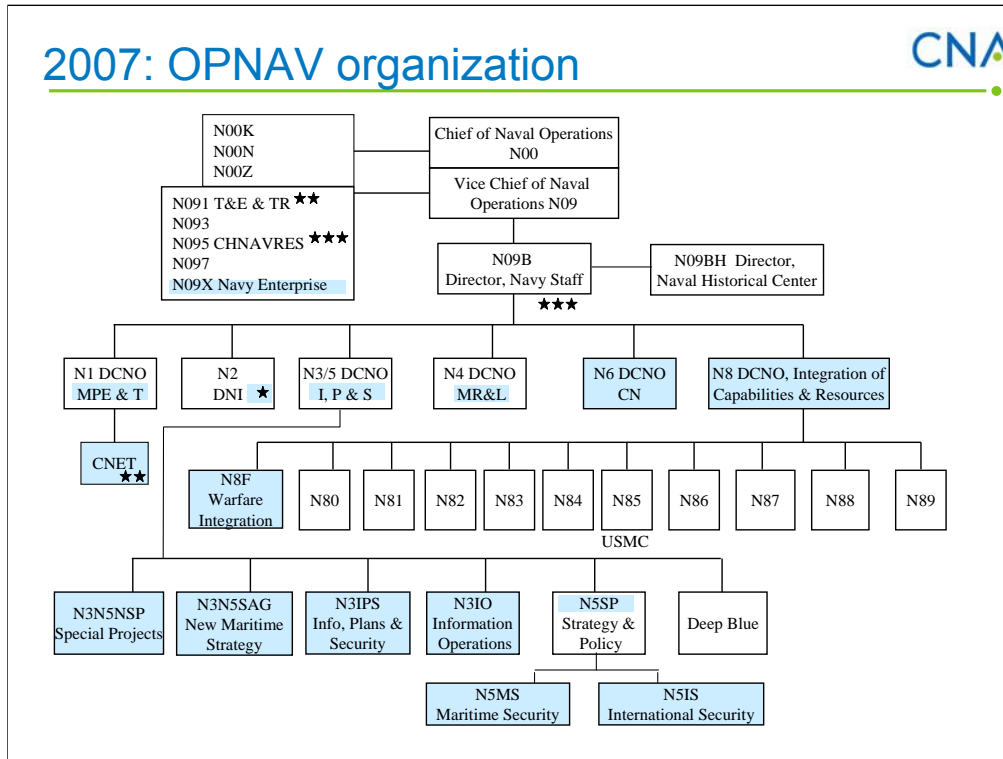 2007: OPNAV organization
CNA
N00K
N00N
N00Z
Chief of Naval Operations
N00
Vice Chief of Naval
Operations N09
N091 T&E & TR ★★
N093
N095 CHNAVRES ★★★
N097
N09X Navy Enterprise
N09B
Director, Navy Staff
★★★
N09BH Director,
Naval Historical Center
N1 DCNO
MPE & T
N2
DNI ★
N3/5 DCNO
I, P & S
N4 DCNO
MR&L
N6 DCNO
CN
N8 DCNO, Integration of
Capabilities & Resources
CNET
★★
N8F
Warfare
Integration
N80
N81
N82
N83
N84
N85
N86
N87
N88
N89
USMC
N3N5NSP
Special Projects
N3N5SAG
New Maritime
Strategy
N3IPS
Info, Plans &
Security
N3IO
Information
Operations
N5SP
Strategy &
Policy
Deep Blue
N5MS
Maritime Security
N5IS
International Security